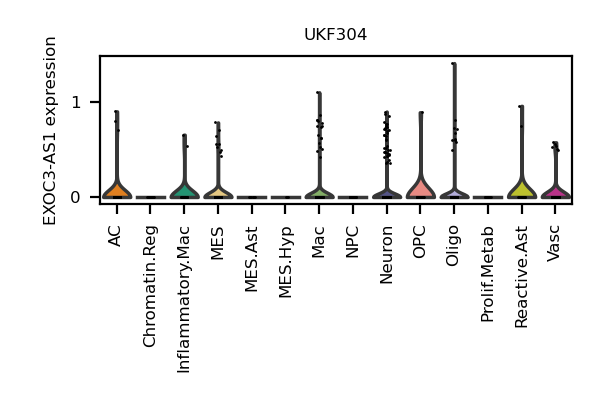 UKF304
EXOC3-AS1 expression
1
0
AC
Chromatin.Reg
Inflammatory.Mac
MES
MES.Ast
MES.Hyp
Mac
NPC
Neuron
OPC
Oligo
Prolif.Metab
Reactive.Ast
Vasc